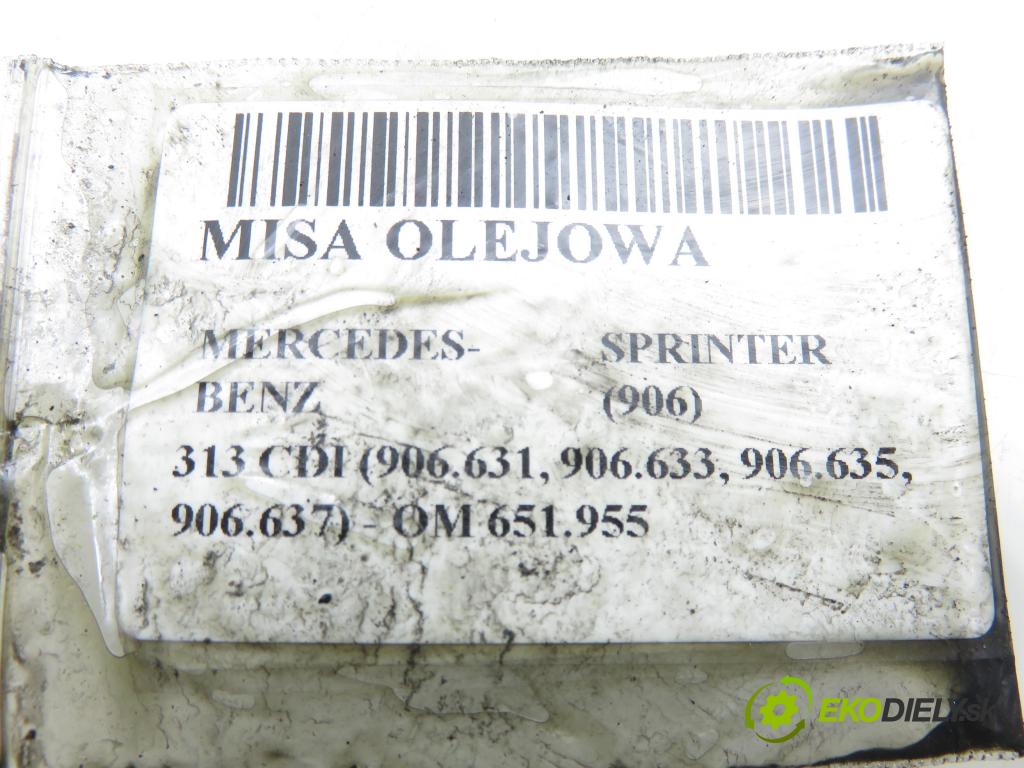 MISA OLEJOWA
MERCEDES-
BENZ
SPRINTER
(906)
313 CDI (906.631, 906.633, 906.635,
906.637) - OM 651.955
EKODIELY.sk